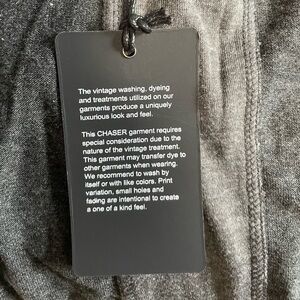 The vintage washing, dyeing
and treatments utilized on our
garments produce a uniquely
luxurious look and feel.
This CHASER garment requires
special consideration due to the
nature of the vintage treatment.
This garment may transfer dye to
other garments when wearing.
We recommend to wash by
itself or with like colors. Print
variation, small holes and
fading are intentional to create
a one of a kind feel.